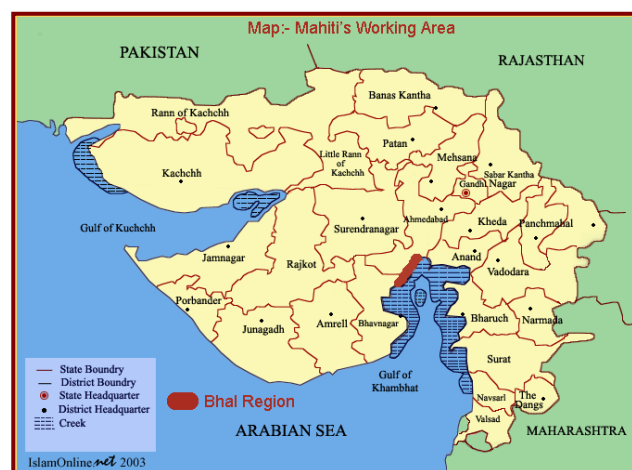 Map:- Mahiti's Working Area
PAKISTAN
RAJASTHAN
Banas Kantha
Rann of Kachchh
Patan
Mehsana
Little Rann
of
Kachchh
Sabar Kantha
Kachchh
Gandhi Nagar
Ahmedabad
Kheda
Panchmahal
Surendranagar
Gulf of Kuchchh
Jamnagar
Rajkot
Anand
Vadodara
Porbander
Junagadh
Amrell
Bhavnagar
Bharuch
Narmada
Surat
Gulf of
Khambhat
Navsarl
The
Dangs
Valsad
State Boundry
District Boundry
State Headquarter
District Headquarter
Creek
Bhal Region
ARABIAN SEA
MAHARASHTRA
IslamOnline.net 2003